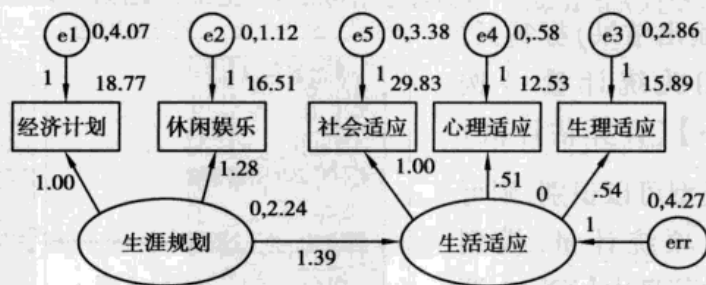 e1 0,4.07 e2 0,1.12 e5 0,3.38 e4 0,.58 e3 0,2.86
1 18.77 1 16.51 1 29.83 1 12.53 1 15.89
经济计划 休闲娱乐 社会适应 心理适应 生理适应
1.00 1.28 1.00 .51 0 .54
0,2.24 0,4.27
生涯规划 生活适应 1 err
1.39